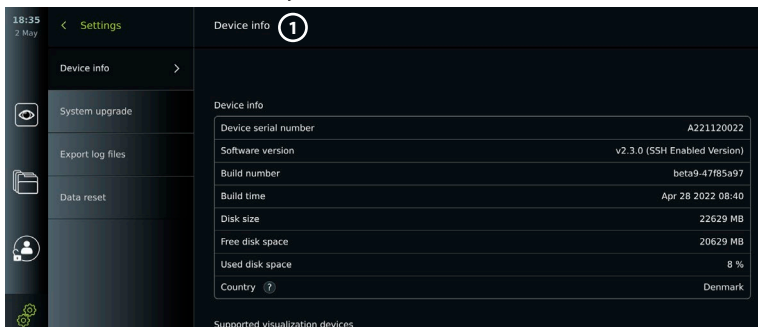 18:35
2 May
Settings
Device info
1
Device info
System upgrade
Export log files
Data reset
Device info
Device serial number A221120022
Software version v2.3.0 (SSH Enabled Version)
Build number beta9-47f85a97
Build time Apr 28 2022 08:40
Disk size 22629 MB
Free disk space 20629 MB
Used disk space 8 %
Country ? Denmark
Supported visualization devices